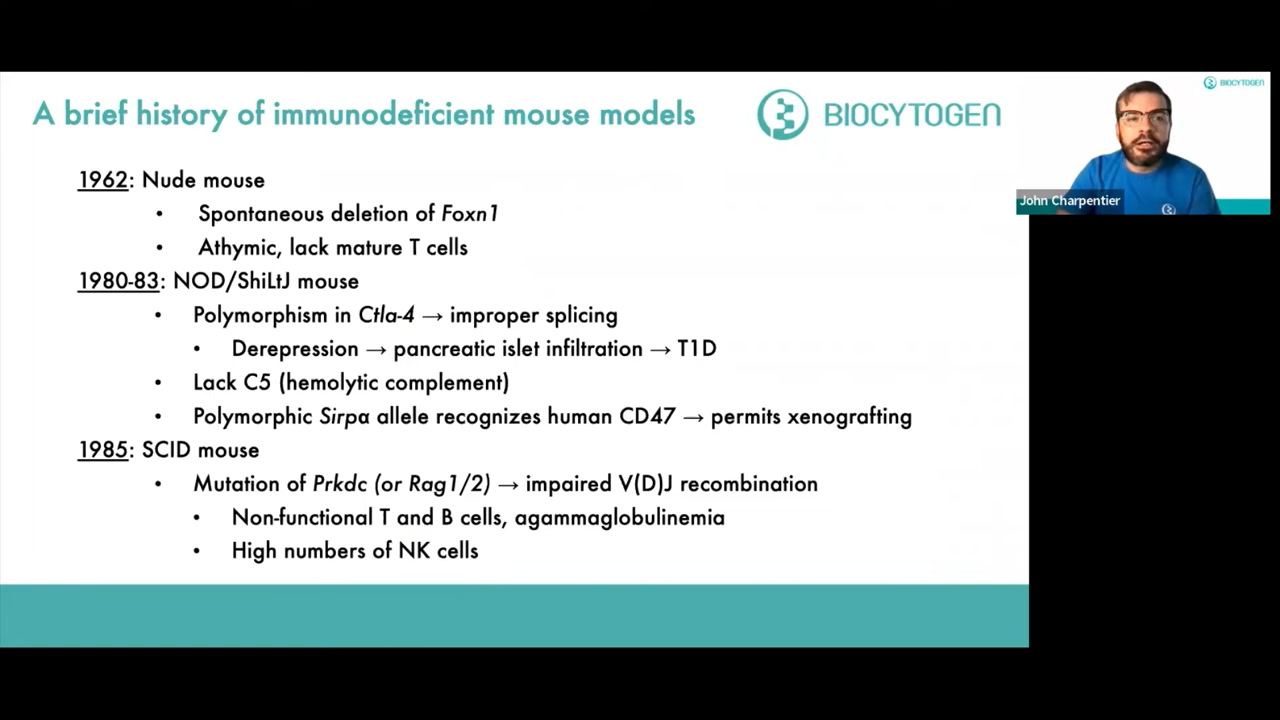 A brief history of immunodeficient mouse models
BIOCYTOGEN
BIOCYTOGEN
John Charpentier
1962: Nude mouse
• Spontaneous deletion of Foxn1
• Athymic, lack mature T cells
1980-83: NOD/ShiLtJ mouse
• Polymorphism in Ctla-4 → improper splicing
• Derepression → pancreatic islet infiltration → T1D
• Lack C5 (hemolytic complement)
• Polymorphic Sirpα allele recognizes human CD47 → permits xenografting
1985: SCID mouse
• Mutation of Prkdc (or Rag1/2) → impaired V(D)J recombination
• Non-functional T and B cells, agammaglobulinemia
• High numbers of NK cells